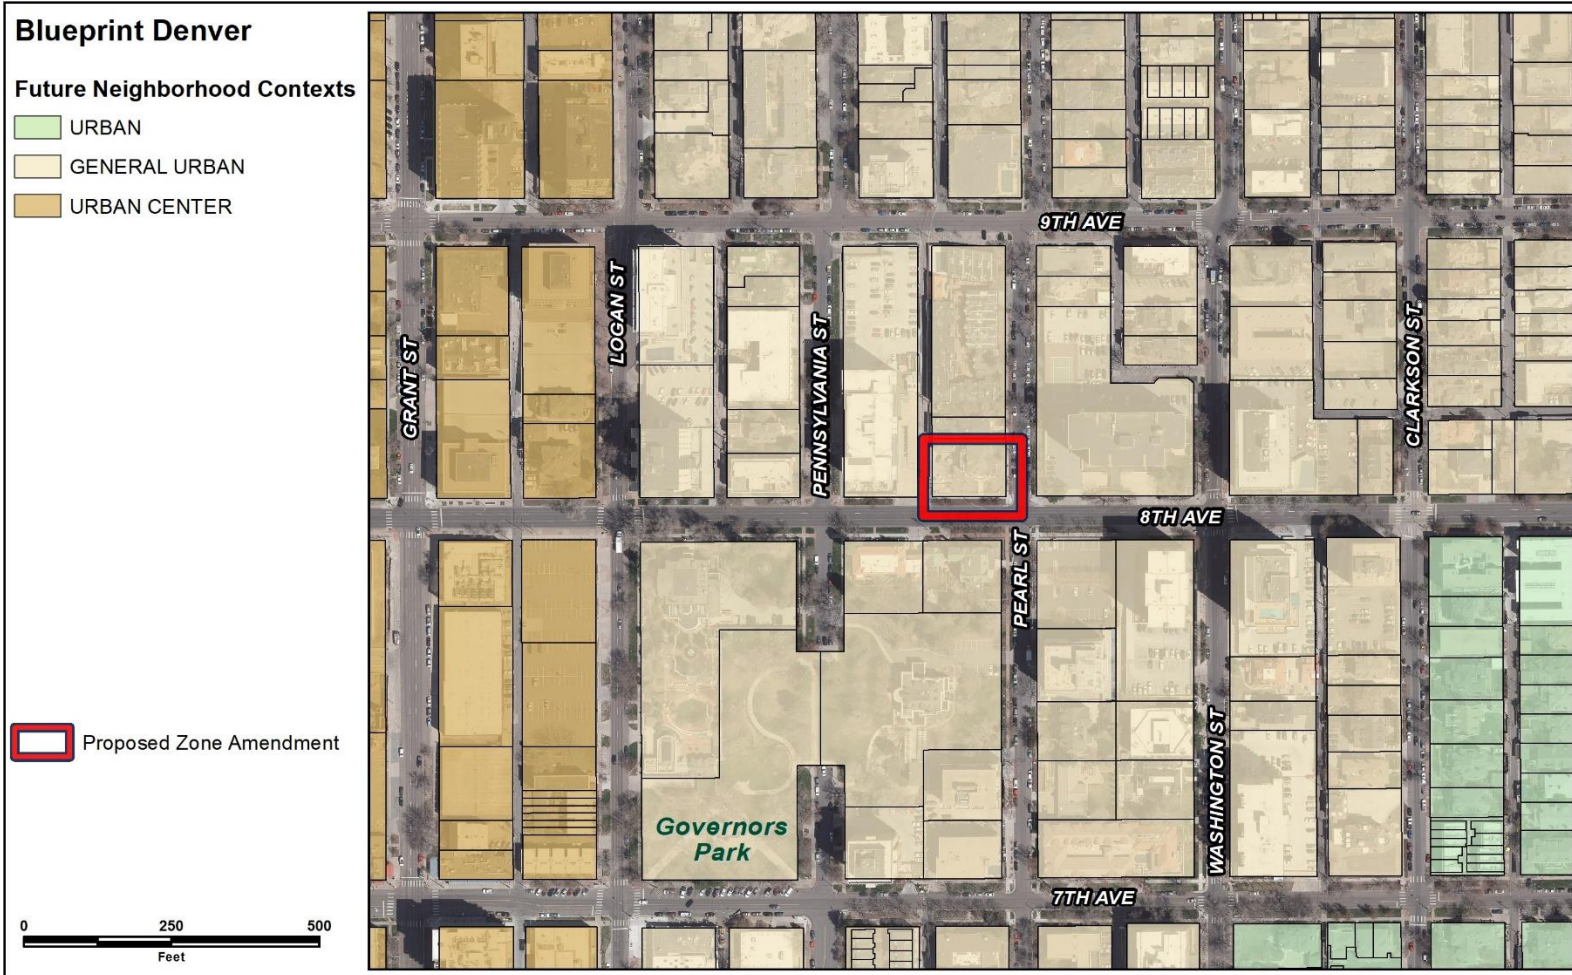 Blueprint Denver
Future Neighborhood Contexts
URBAN
GENERAL URBAN
URBAN CENTER
Proposed Zone Amendment
0 250 500
Feet
9TH AVE
LOGAN ST
GRANT ST
PENNSYLVANIA ST
CLARKSON ST
8TH AVE
PEARL ST
WASHINGTON ST
Governors
Park
7TH AVE